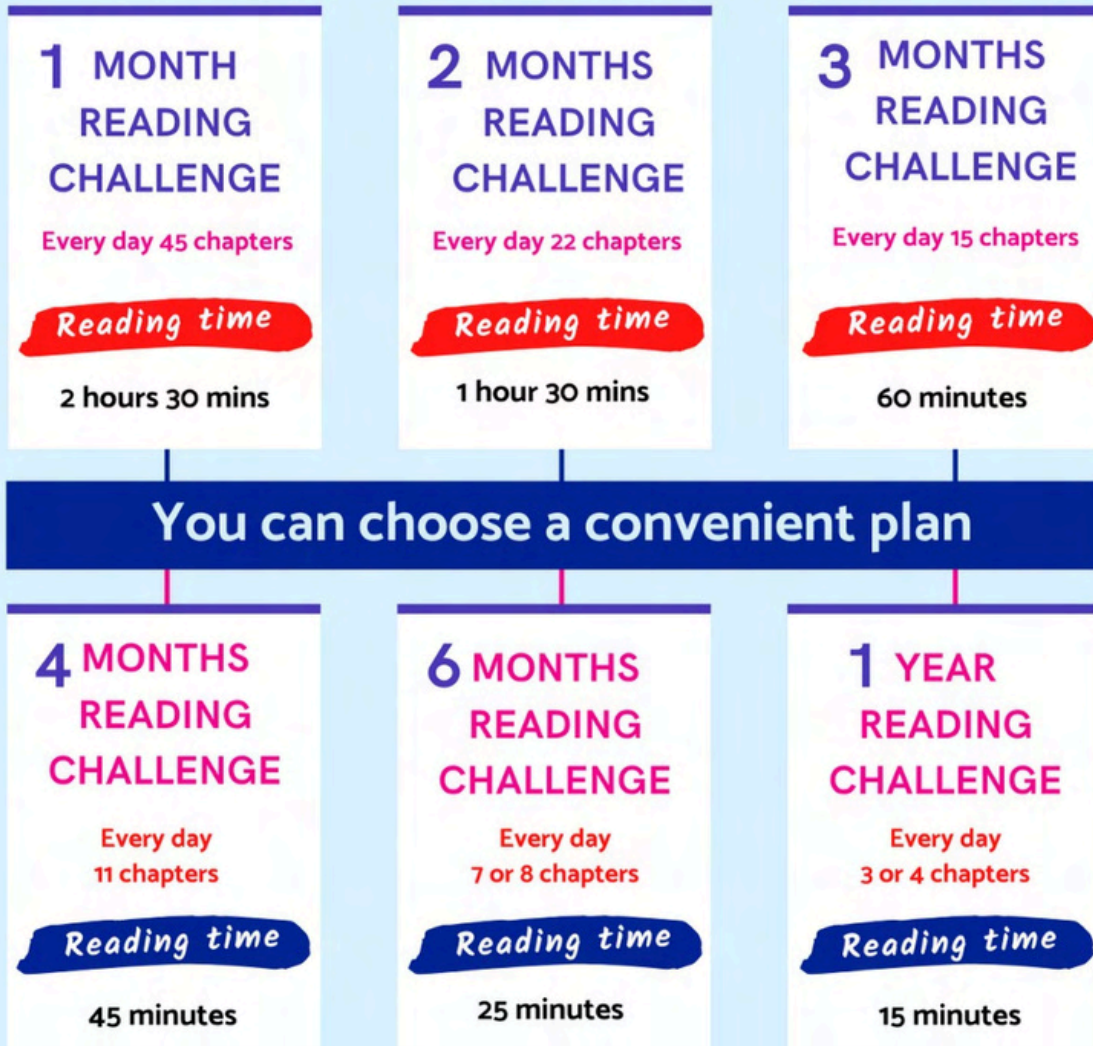 1 MONTH
READING
CHALLENGE
Every day 45 chapters
Reading time
2 hours 30 mins
2 MONTHS
READING
CHALLENGE
Every day 22 chapters
Reading time
1 hour 30 mins
3 MONTHS
READING
CHALLENGE
Every day 15 chapters
Reading time
60 minutes
You can choose a convenient plan
4 MONTHS
READING
CHALLENGE
Every day
11 chapters
Reading time
45 minutes
6 MONTHS
READING
CHALLENGE
Every day
7 or 8 chapters
Reading time
25 minutes
1 YEAR
READING
CHALLENGE
Every day
3 or 4 chapters
Reading time
15 minutes